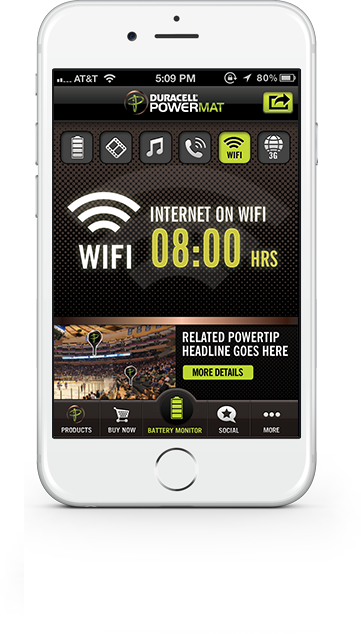 AT&T 5:09 PM 80%
DURACELL
POWERMAT
WIFI 3G
INTERNET ON WIFI
WIFI 08:00 HRS
RELATED POWERTIP
HEADLINE GOES HERE
MORE DETAILS
PRODUCTS BUY NOW BATTERY MONITOR SOCIAL MORE